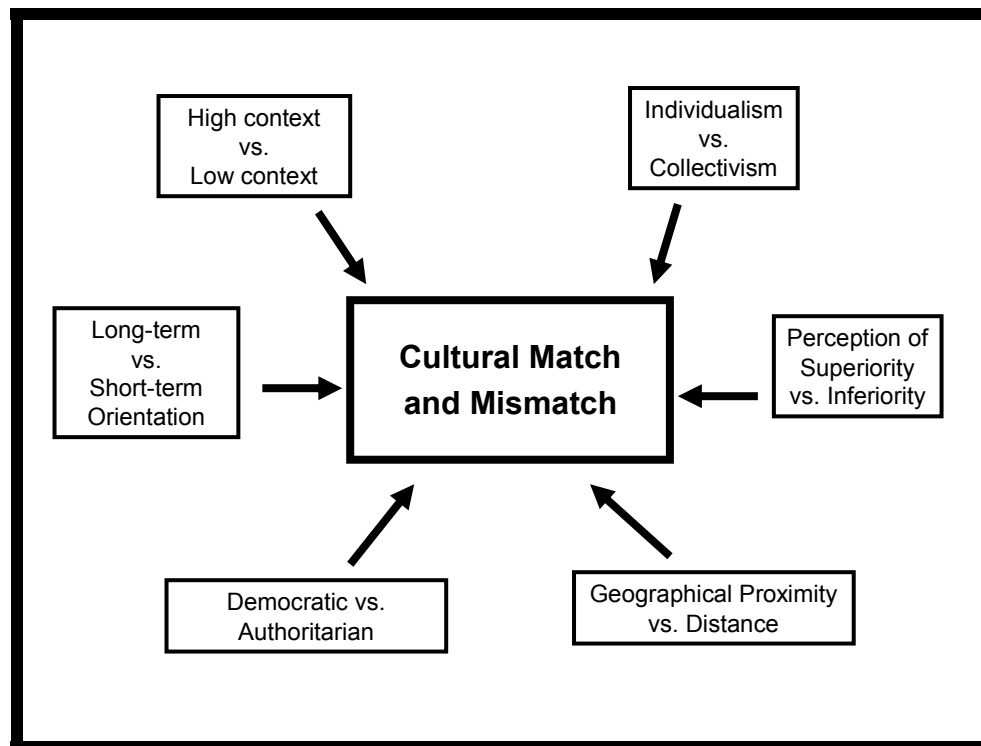 High context
vs.
Low context
Individualism
vs.
Collectivism
Long-term
vs.
Short-term
Orientation
Cultural Match
and Mismatch
Perception of
Superiority
vs. Inferiority
Democratic vs.
Authoritarian
Geographical Proximity
vs. Distance